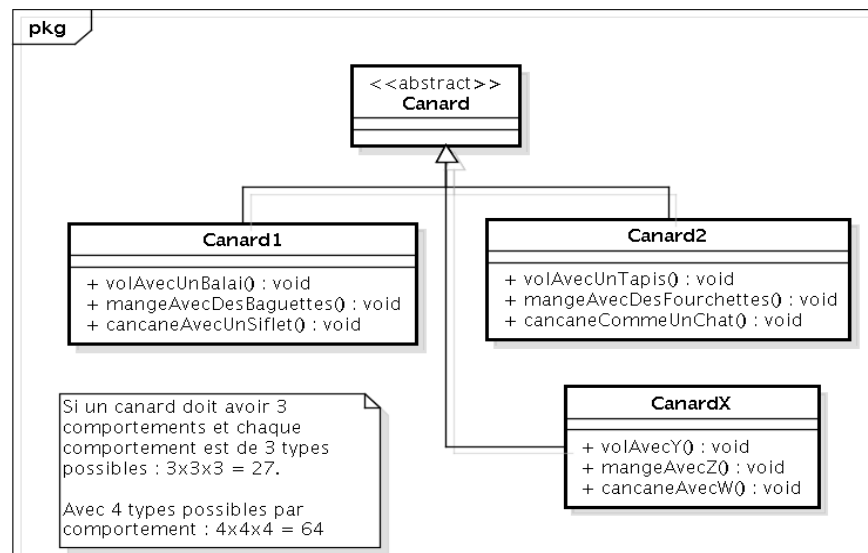 pkg
<<abstract>>
Canard
Canard1
+ volAvecUnBalai() : void
+ mangeAvecDesBaguettes() : void
+ cancaneAvecUnSiflet() : void
Canard2
+ volAvecUnTapis() : void
+ mangeAvecDesFourchettes() : void
+ cancaneCommeUnChat() : void
CanardX
+ volAvecY() : void
+ mangeAvecZ() : void
+ cancaneAvecW() : void
Si un canard doit avoir 3
comportements et chaque
comportement est de 3 types
possibles : 3x3x3 = 27.
Avec 4 types possibles par
comportement : 4x4x4 = 64